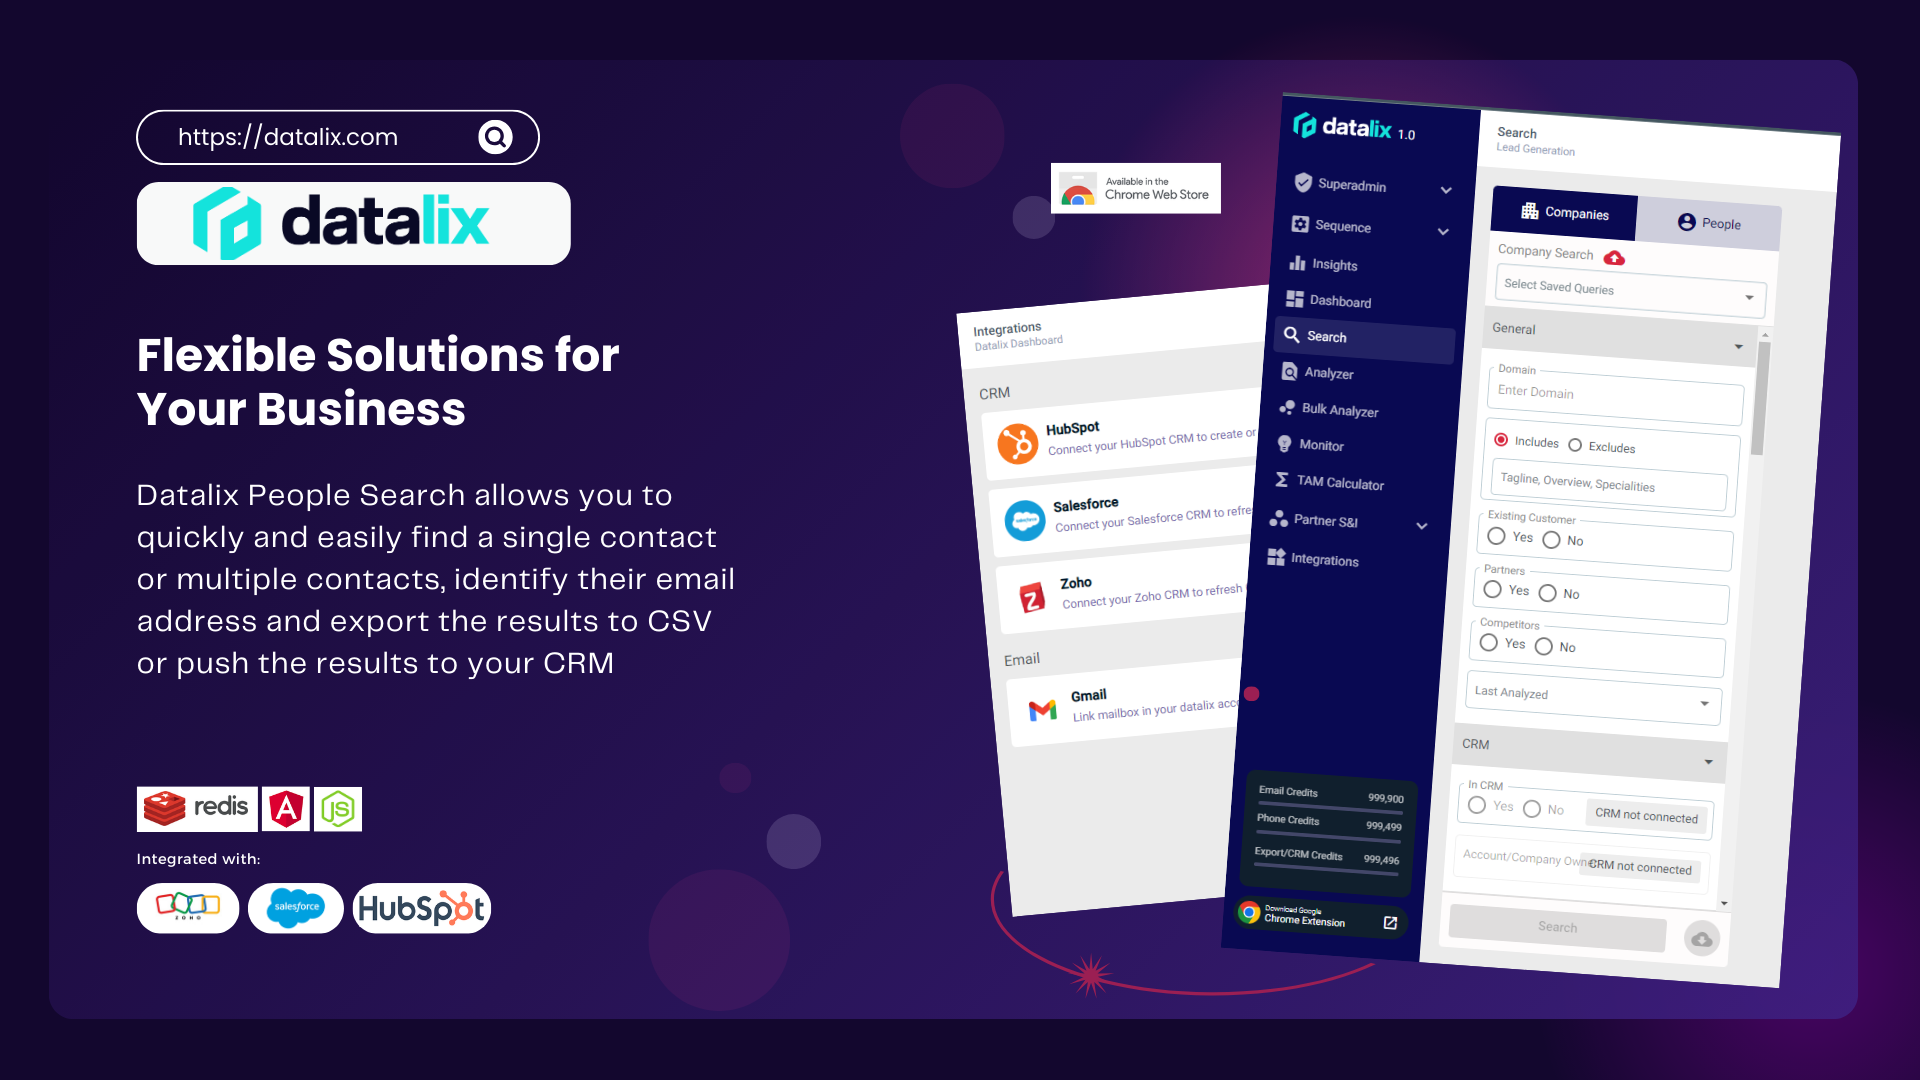 https://datalix.com
datalix
Flexible Solutions for
Your Business
Datalix People Search allows you to
quickly and easily find a single contact
or multiple contacts, identify their email
address and export the results to CSV
or push the results to your CRM
redis
A
JS
Integrated with:
ZOHO
salesforce
HubSpot
Available in the
Chrome Web Store
Integrations
Datalix Dashboard
CRM
HubSpot
Connect your HubSpot CRM to create or
Salesforce
salesforce
Connect your Salesforce CRM to refre
Zoho
Z
Connect your Zoho CRM to refresh
Email
Gmail
Link mailbox in your datalix acc
datalix 1.0
Superadmin
Sequence
Insights
Dashboard
Search
Analyzer
Bulk Analyzer
Monitor
TAM Calculator
Partner S&I
Integrations
Email Credits 999,900
Phone Credits 999,499
Export/CRM Credits 999,496
Download Google
Chrome Extension
Search
Lead Generation
Companies
People
Company Search
Select Saved Queries
General
Domain
Enter Domain
Includes Excludes
Tagline, Overview, Specialities
Existing Customer
Yes No
Partners
Yes No
Competitors
Yes No
Last Analyzed
CRM
In CRM
Yes No CRM not connected
Account/Company Owne CRM not connected
Search